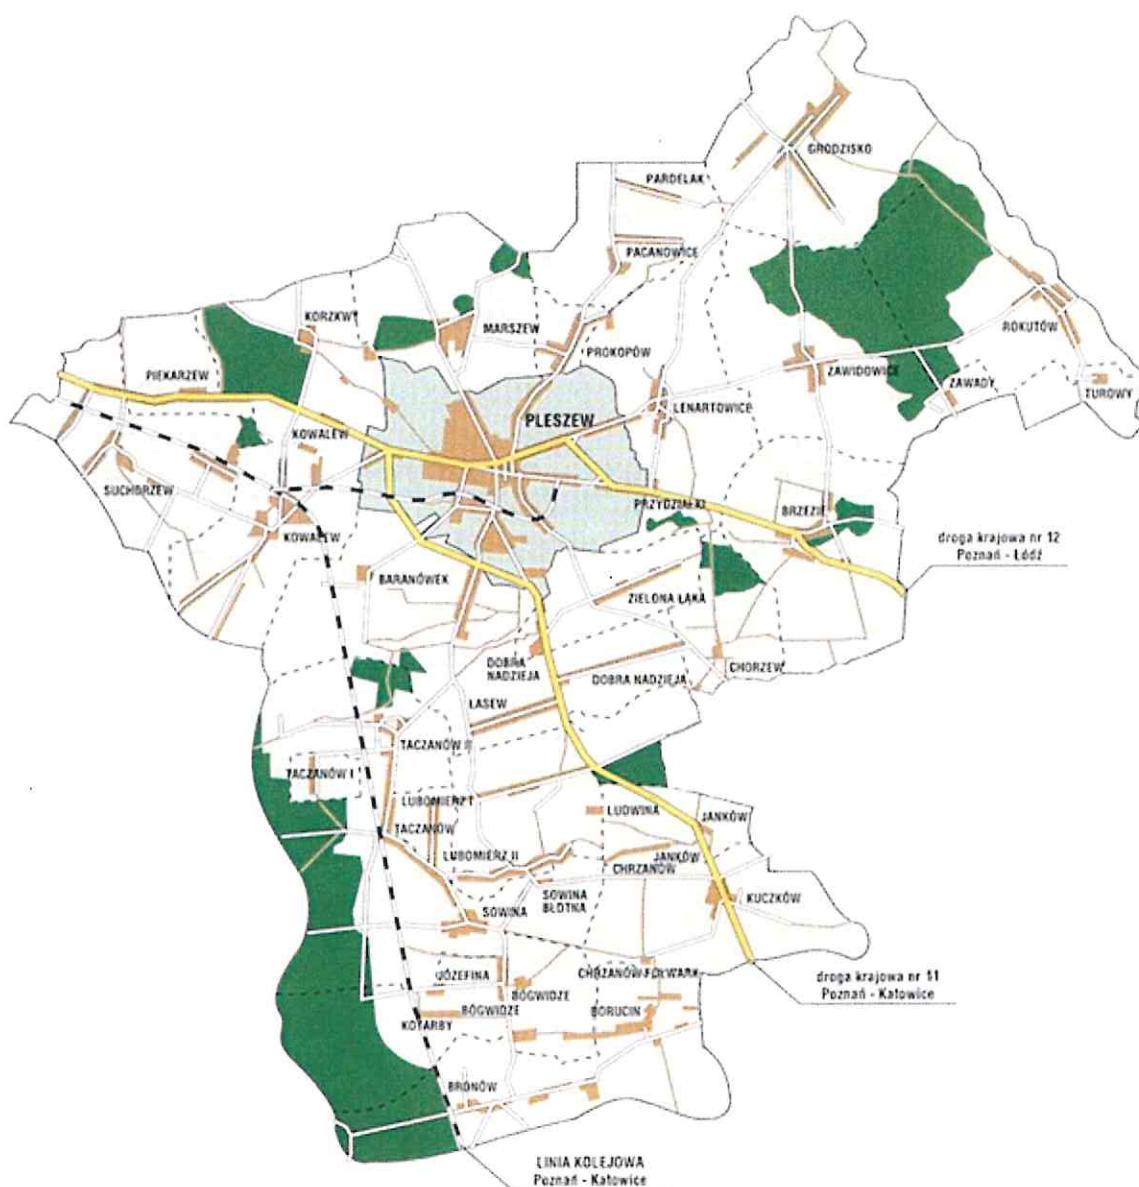 GRODZISKO
PARDELAK
PACANOWICE
KORZKWY
MARSZEW
PROKOPÓW
ROKUTÓW
PIEKARZEW
ZAWIDOWICE
ZAWADY
TUROWY
LENARTOWICE
PLESZEW
KOWALEW
SUCHORZEW
PRZYDZIAŁKI
BRZEZIE
KOWALEW
droga krajowa nr 12
Poznań - Łódź
BARANÓWEK
ZIELONA ŁĄKA
DOBRA
NADZIEJA
CHORZEW
DOBRA NADZIEJA
ŁASEW
TACZANÓW II
TACZANÓW I
LUBOMIERZ I
LUDWINA
JANKÓW
TACZANÓW
LUBOMIERZ II
JANKÓW
CHRZANÓW
SOWINA
BŁOTNA
KUCZKÓW
SOWINA
JÓZEFINA
CHRZANÓW-FOLWARK
droga krajowa nr 11
Poznań - Katowice
BÓGWIDZE
BÓGWIDZE
BORUCIN
KOTARBY
BRONÓW
LINIA KOLEJOWA
Poznań - Katowice